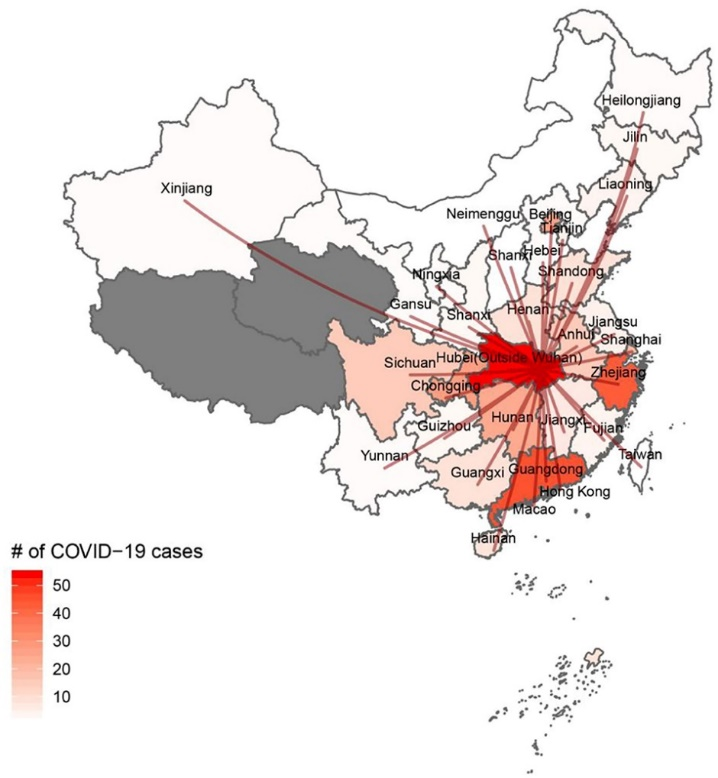 Heilongjiang
Jilin
Liaoning
Xinjiang
Neimenggu
Beijing
Tianjin
Shanxi
Hebei
Shandong
Ningxia
Gansu
Shanxi
Henan
Jiangsu
Anhui
Shanghai
Sichuan
Hubei(Outside Wuhan)
Zhejiang
Chongqing
Guizhou
Hunan
Jiangxi
Fujian
Yunnan
Guangxi
Guangdong
Taiwan
Hong Kong
Macao
Hainan
# of COVID−19 cases
50
40
30
20
10